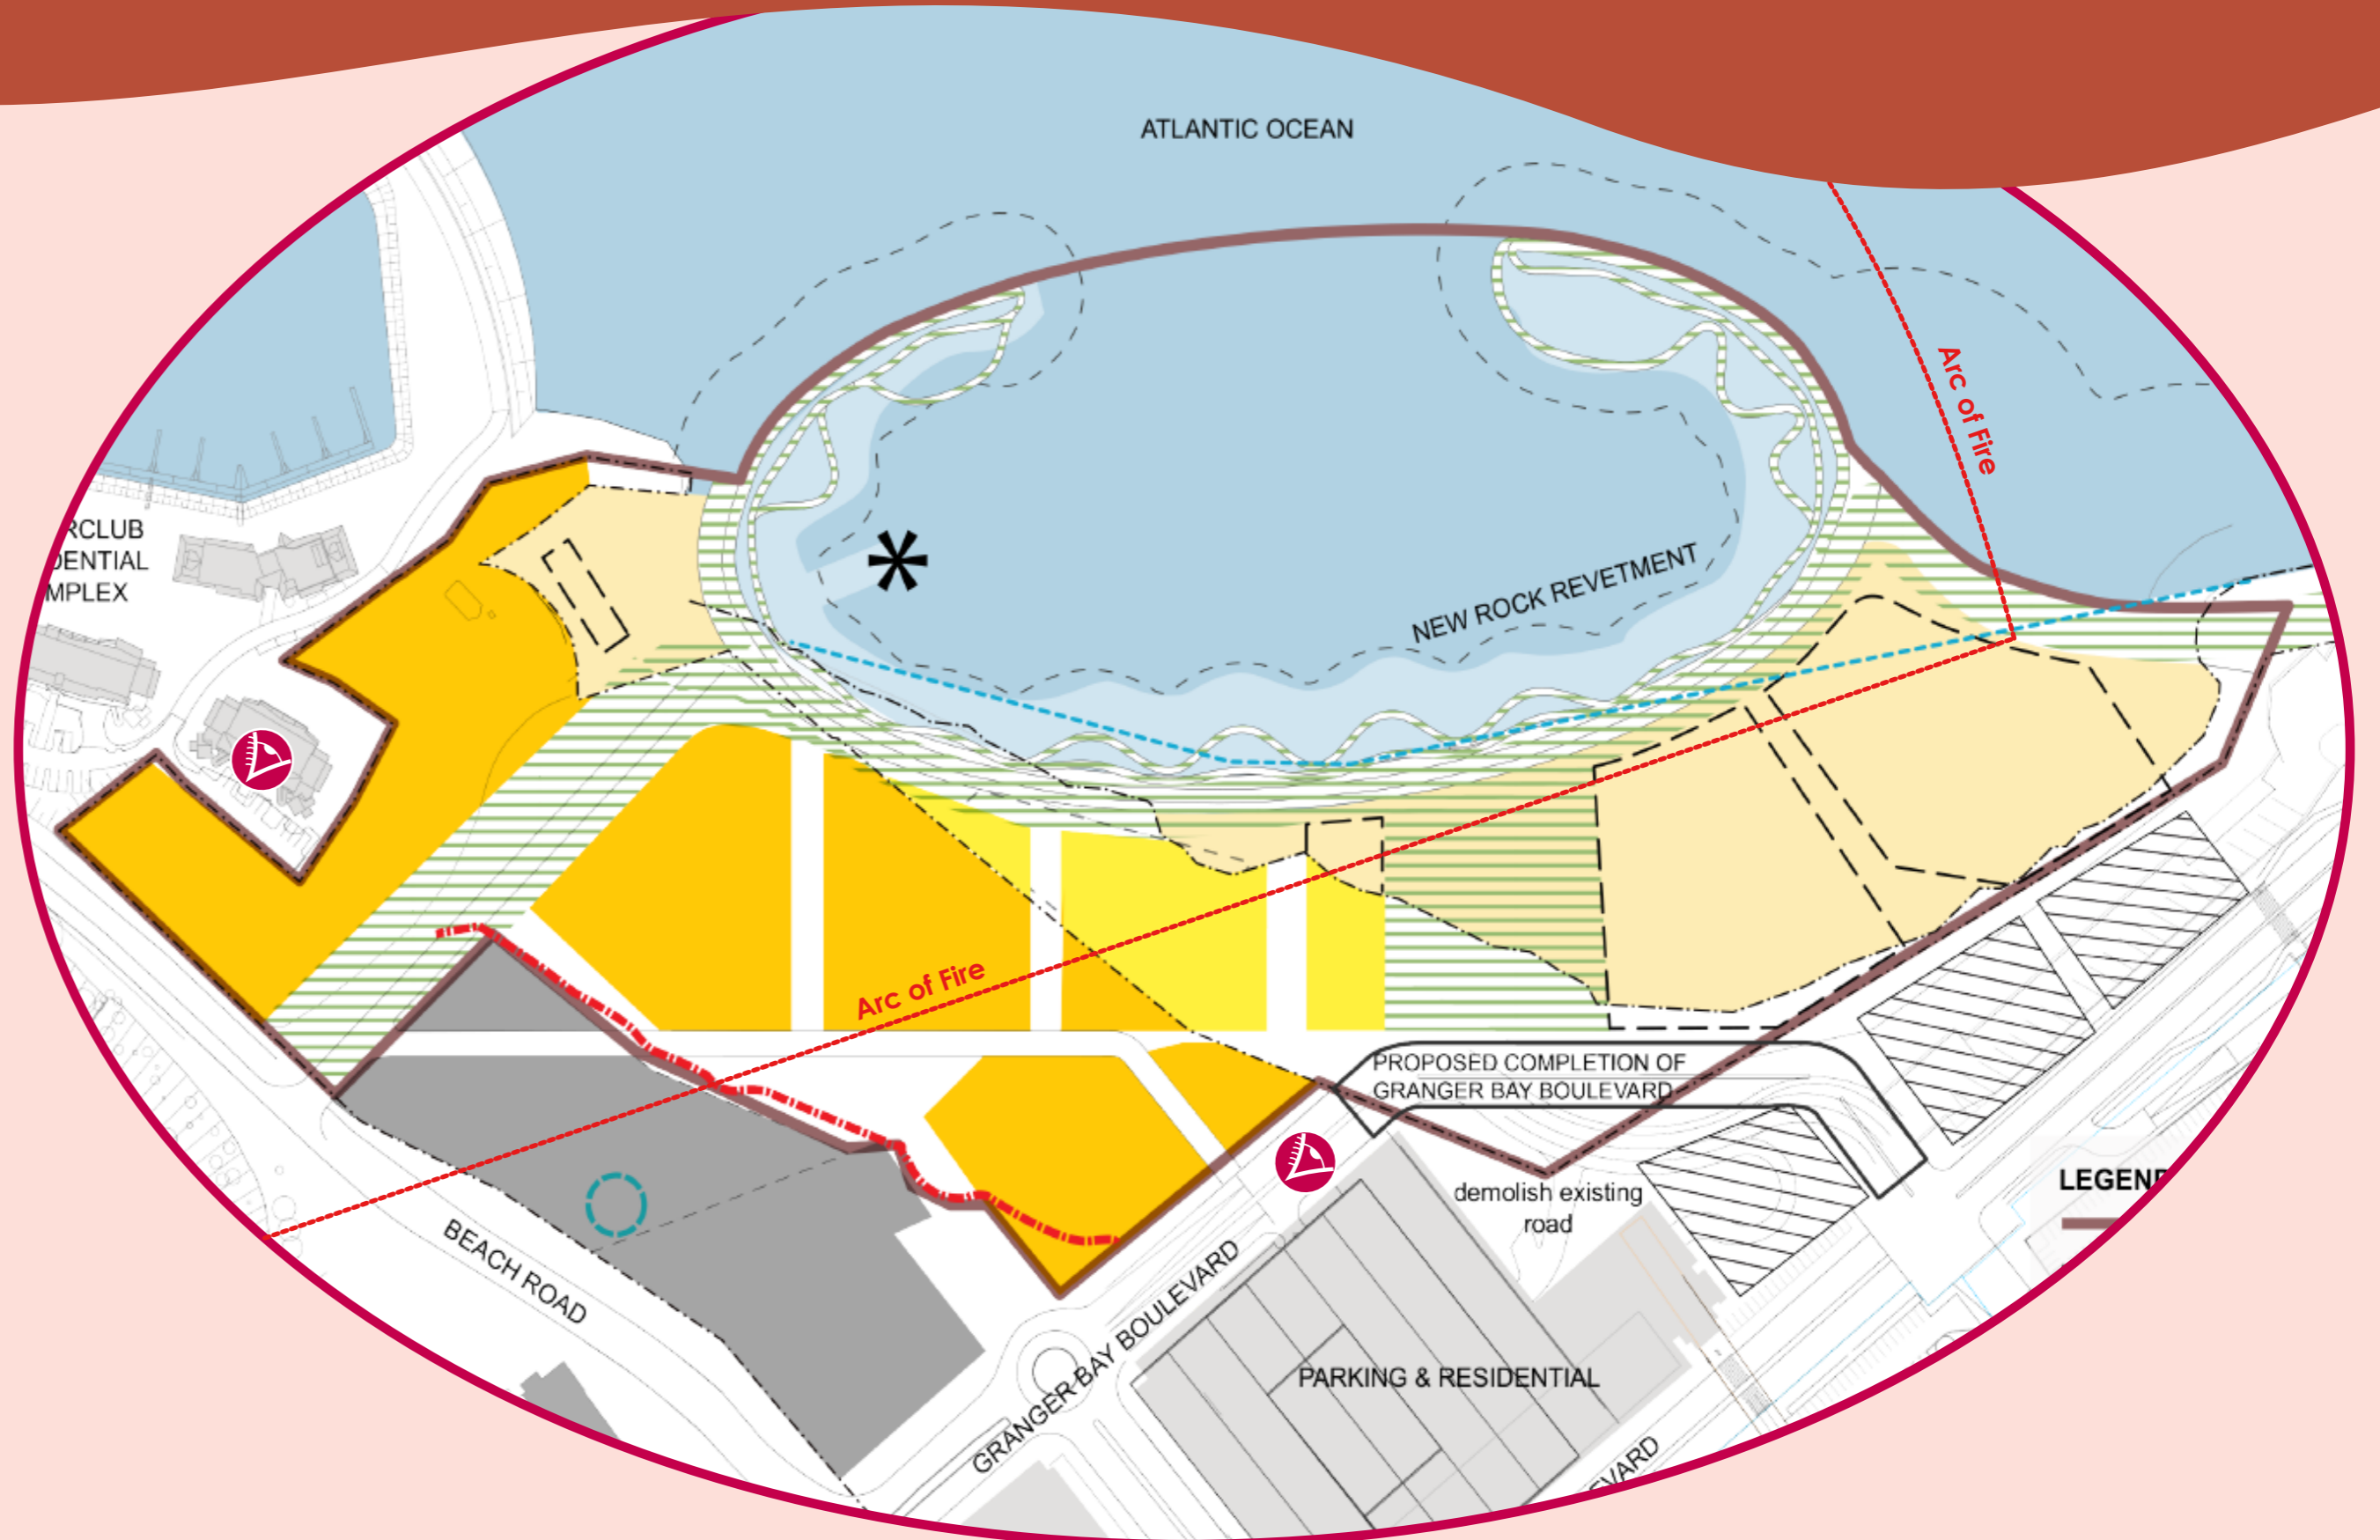 ATLANTIC OCEAN
Arc of Fire
RCLUB
DENTIAL
MPLEX
NEW ROCK REVETMENT
Arc of Fire
PROPOSED COMPLETION OF
GRANGER BAY BOULEVARD
LEGEND
demolish existing
road
BEACH ROAD
GRANGER BAY BOULEVARD
PARKING & RESIDENTIAL
EVARD